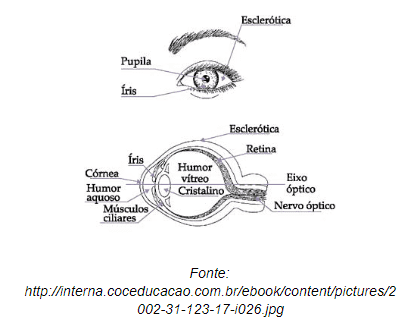 Esclerótica
Pupila
Íris
Esclerótica
Íris
Retina
Córnea
Humor
vítreo
Eixo
óptico
Humor
aquoso
Cristalino
Músculos
ciliares
Nervo óptico
Fonte:
http://interna.coceducacao.com.br/ebook/content/pictures/2
002-31-123-17-i026.jpg